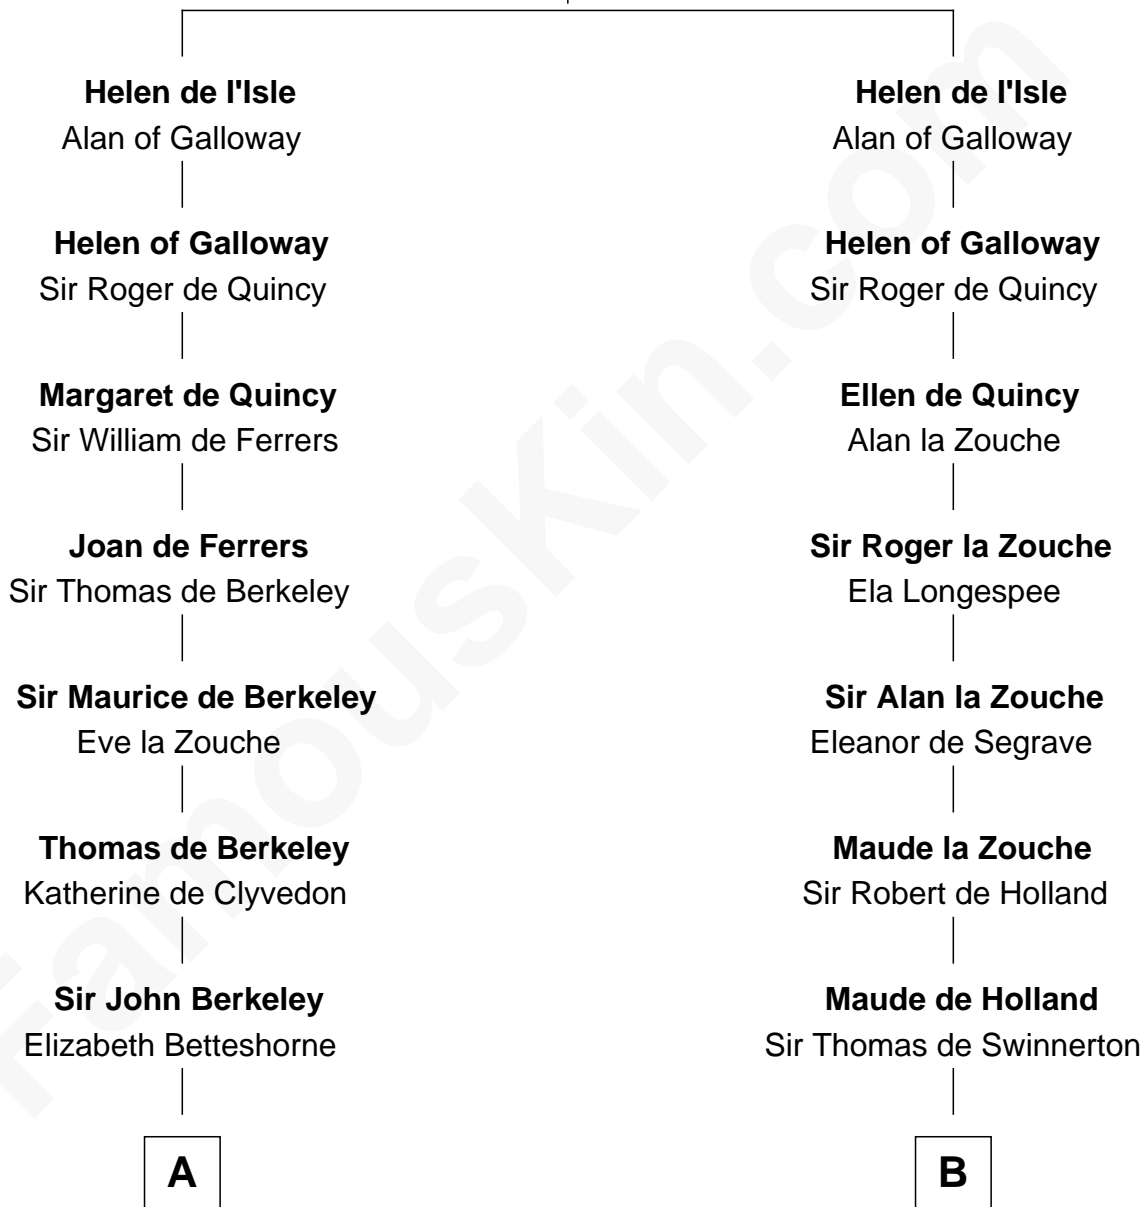 Helen de l'Isle
Alan of Galloway
Helen of Galloway
Sir Roger de Quincy
Margaret de Quincy
Sir William de Ferrers
Joan de Ferrers
Sir Thomas de Berkeley
Sir Maurice de Berkeley
Eve la Zouche
Thomas de Berkeley
Katherine de Clyvedon
Sir John Berkeley
Elizabeth Betteshorne
A
Helen de l'Isle
Alan of Galloway
Helen of Galloway
Sir Roger de Quincy
Ellen de Quincy
Alan la Zouche
Sir Roger la Zouche
Ela Longespee
Sir Alan la Zouche
Eleanor de Segrave
Maude la Zouche
Sir Robert de Holland
Maude de Holland
Sir Thomas de Swinnerton
B
FamousKin.com